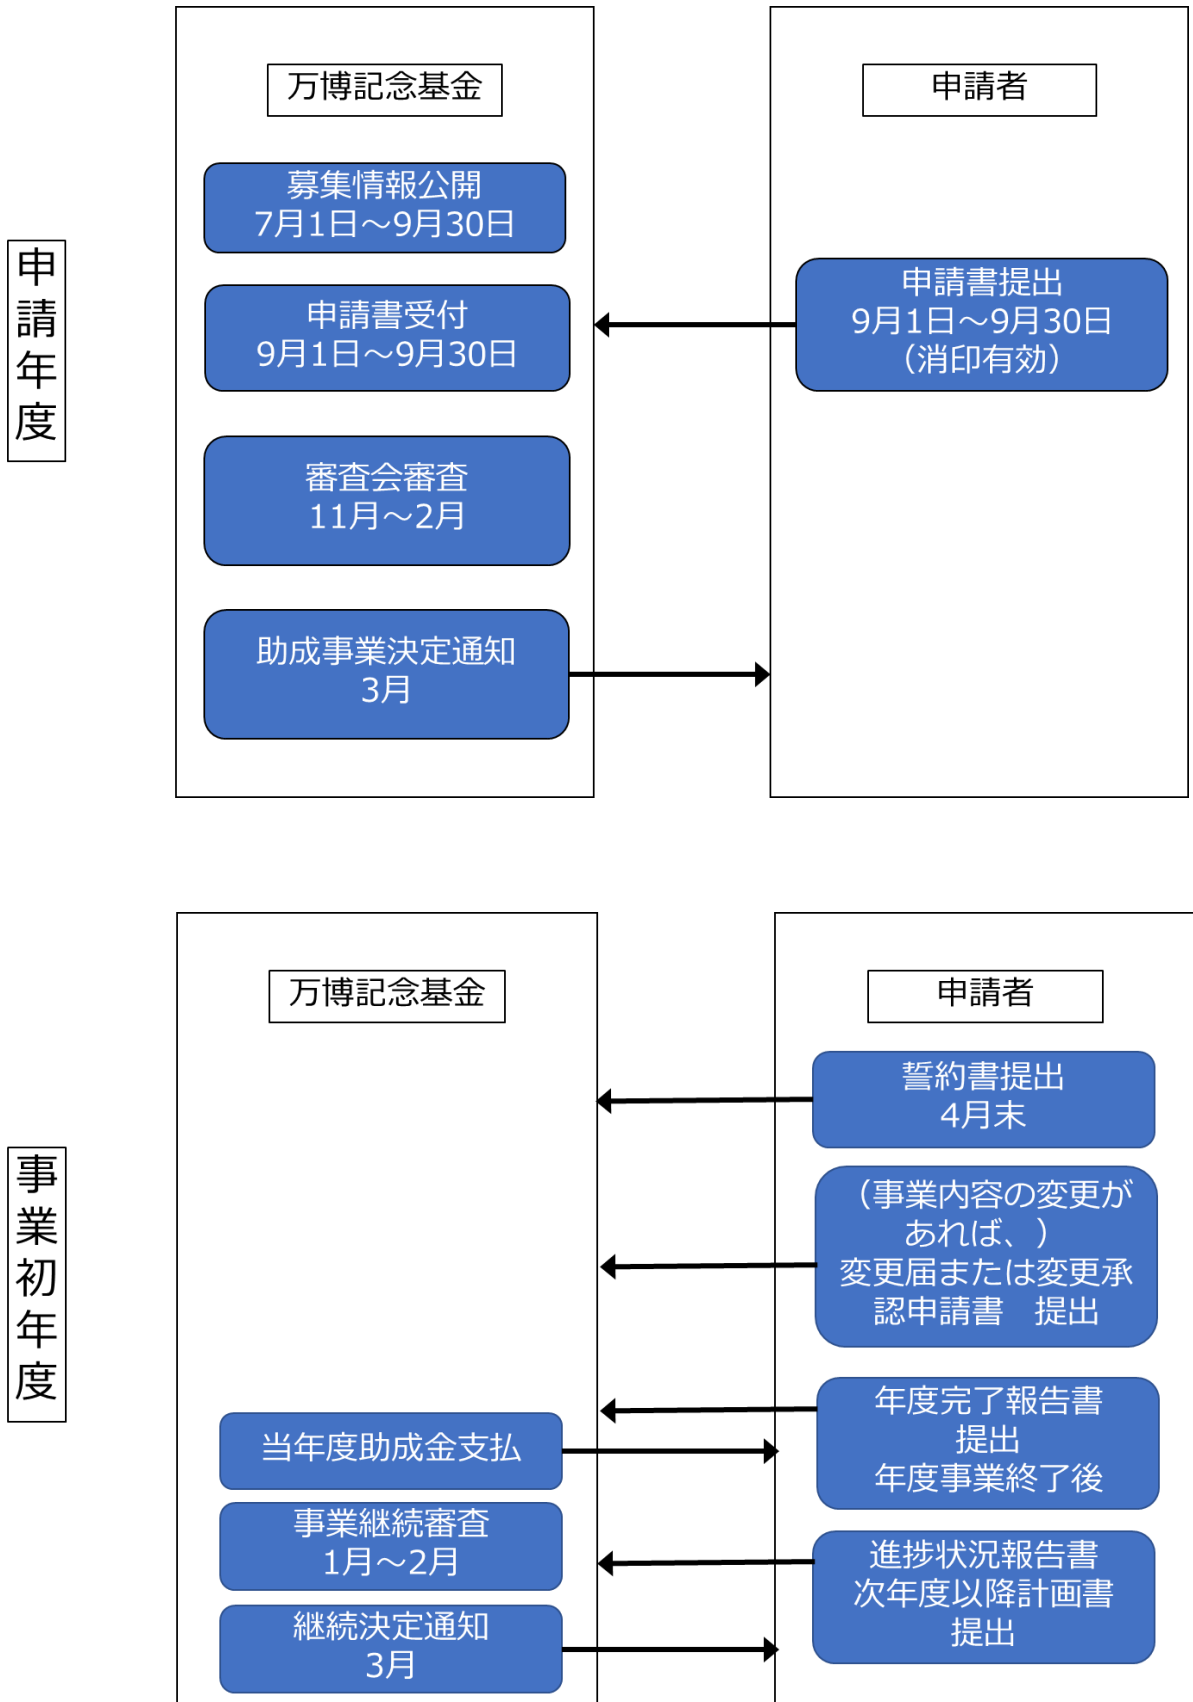 申請年度
万博記念基金
募集情報公開
7月1日～9月30日
申請書受付
9月1日～9月30日
審査会審査
11月～2月
助成事業決定通知
3月
申請者
申請書提出
9月1日～9月30日
（消印有効）
事業初年度
万博記念基金
当年度助成金支払
事業継続審査
1月～2月
継続決定通知
3月
申請者
誓約書提出
4月末
（事業内容の変更が
あれば、）
変更届または変更承
認申請書　提出
年度完了報告書
提出
年度事業終了後
進捗状況報告書
次年度以降計画書
提出